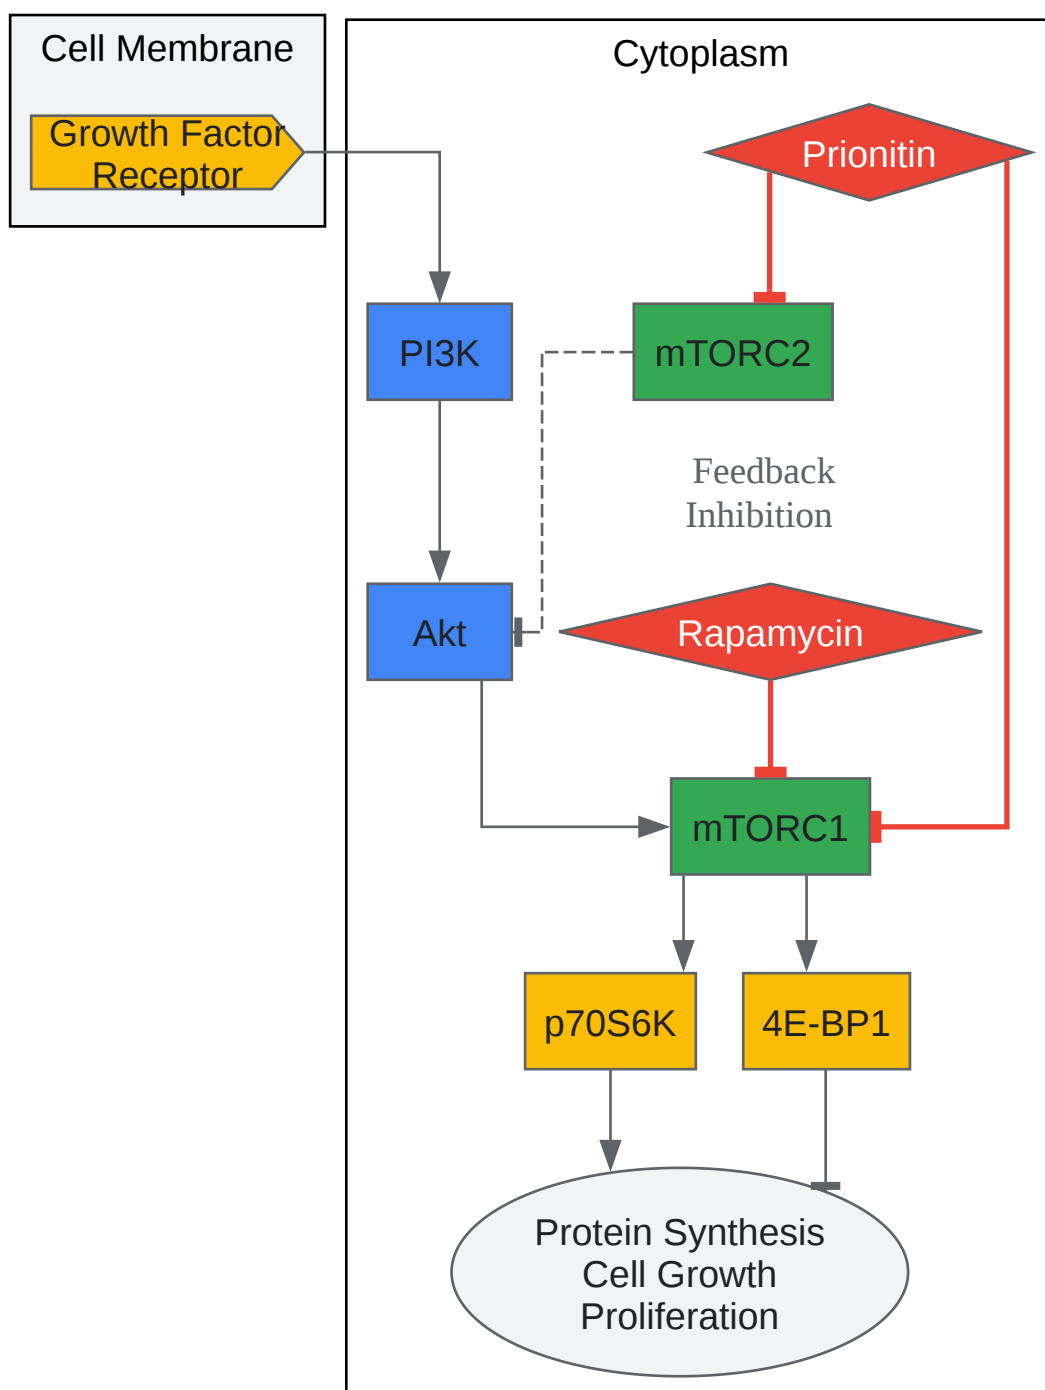 Cell Membrane
Growth Factor
Receptor
Cytoplasm
Prionitin
PI3K
mTORC2
Feedback
Inhibition
Akt
Rapamycin
mTORC1
p70S6K
4E-BP1
Protein Synthesis
Cell Growth
Proliferation